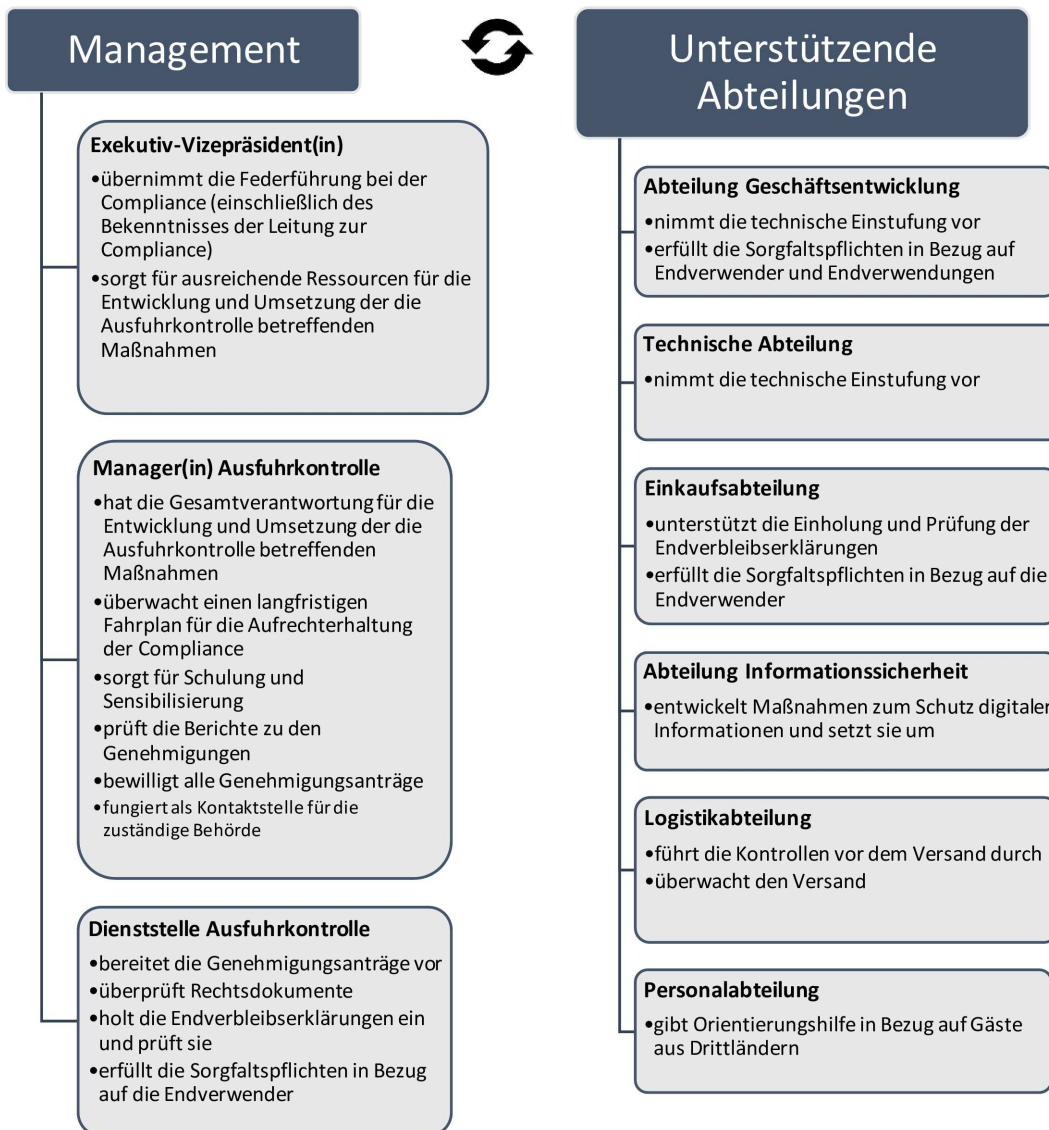 Management
Exekutiv-Vizepräsident(in)
•übernimmt die Federführung bei der
Compliance (einschließlich des
Bekenntnisses der Leitung zur
Compliance)
•sorgt für ausreichende Ressourcen für die
Entwicklung und Umsetzung der die
Ausfuhrkontrolle betreffenden
Maßnahmen
Manager(in) Ausfuhrkontrolle
•hat die Gesamtverantwortung für die
Entwicklung und Umsetzung der die
Ausfuhrkontrolle betreffenden
Maßnahmen
•überwacht einen langfristigen
Fahrplan für die Aufrechterhaltung
der Compliance
•sorgt für Schulung und
Sensibilisierung
•prüft die Berichte zu den
Genehmigungen
•bewilligt alle Genehmigungsanträge
•fungiert als Kontaktstelle für die
zuständige Behörde
Dienststelle Ausfuhrkontrolle
•bereitet die Genehmigungsanträge vor
•überprüft Rechtsdokumente
•holt die Endverbleibserklärungen ein
und prüft sie
•erfüllt die Sorgfaltspflichten in Bezug
auf die Endverwender
Unterstützende
Abteilungen
Abteilung Geschäftsentwicklung
•nimmt die technische Einstufung vor
•erfüllt die Sorgfaltspflichten in Bezug auf
Endverwender und Endverwendungen
Technische Abteilung
•nimmt die technische Einstufung vor
Einkaufsabteilung
•unterstützt die Einholung und Prüfung der
Endverbleibserklärungen
•erfüllt die Sorgfaltspflichten in Bezug auf die
Endverwender
Abteilung Informationssicherheit
•entwickelt Maßnahmen zum Schutz digitaler
Informationen und setzt sie um
Logistikabteilung
•führt die Kontrollen vor dem Versand durch
•überwacht den Versand
Personalabteilung
•gibt Orientierungshilfe in Bezug auf Gäste
aus Drittländern